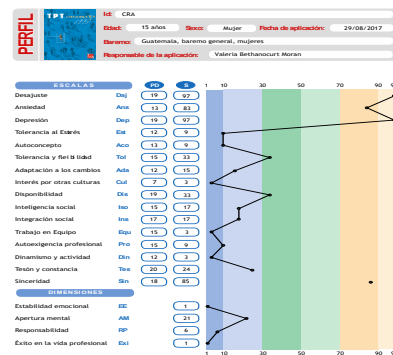 PERFIL
TPT
Id: CRA
Edad: 15 años Sexo: Mujer Fecha de aplicación: 29/08/2017
Baremo: Guatemala, baremo general, mujeres
Responsable de la aplicación: Valeria Bethancourt Moran
ESCALAS PD S 1 10 30 50 70 90 9
Desajuste Daj 19 97
Ansiedad Ans 13 83
Depresión Dep 19 97
Tolerancia al Estrés Est 12 9
Autoconcepto Aco 13 9
Tolerancia y flexibilidad Tol 15 33
Adaptación a los cambios Ada 12 15
Interés por otras culturas Cul 7 3
Disponibilidad Dis 19 33
Inteligencia social Iso 15 17
Integración social Ins 17 17
Trabajo en Equipo Equ 15 3
Autoexigencia profesional Pro 15 9
Dinamismo y actividad Din 12 3
Tesón y constancia Tes 20 24
Sinceridad Sin 18 85
DIMENSIONES
Estabilidad emocional EE 1
Apertura mental AM 21
Responsabilidad RP 6
Éxito en la vida profesional Exi 1
1 10 30 50 70 90 9